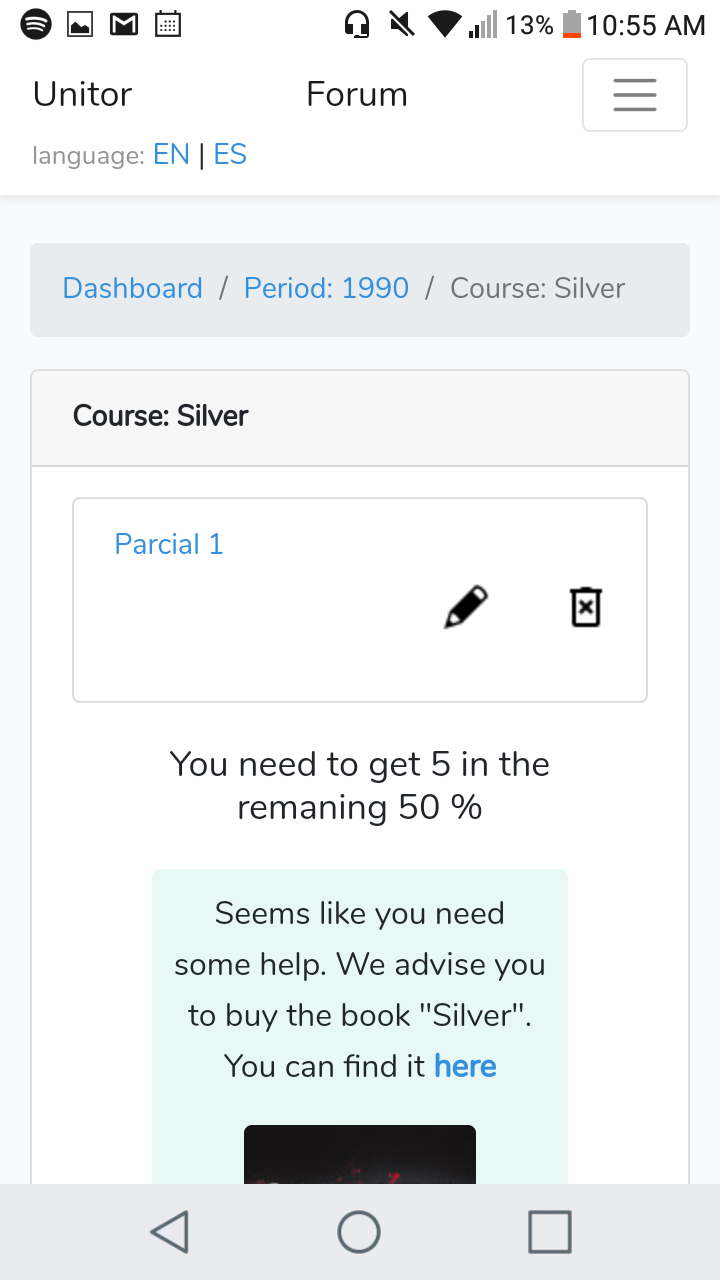 13% 10:55 AM
Unitor Forum
language: EN | ES
Dashboard / Period: 1990 / Course: Silver
Course: Silver
Parcial 1
You need to get 5 in the
remaning 50 %
Seems like you need
some help. We advise you
to buy the book "Silver".
You can find it here